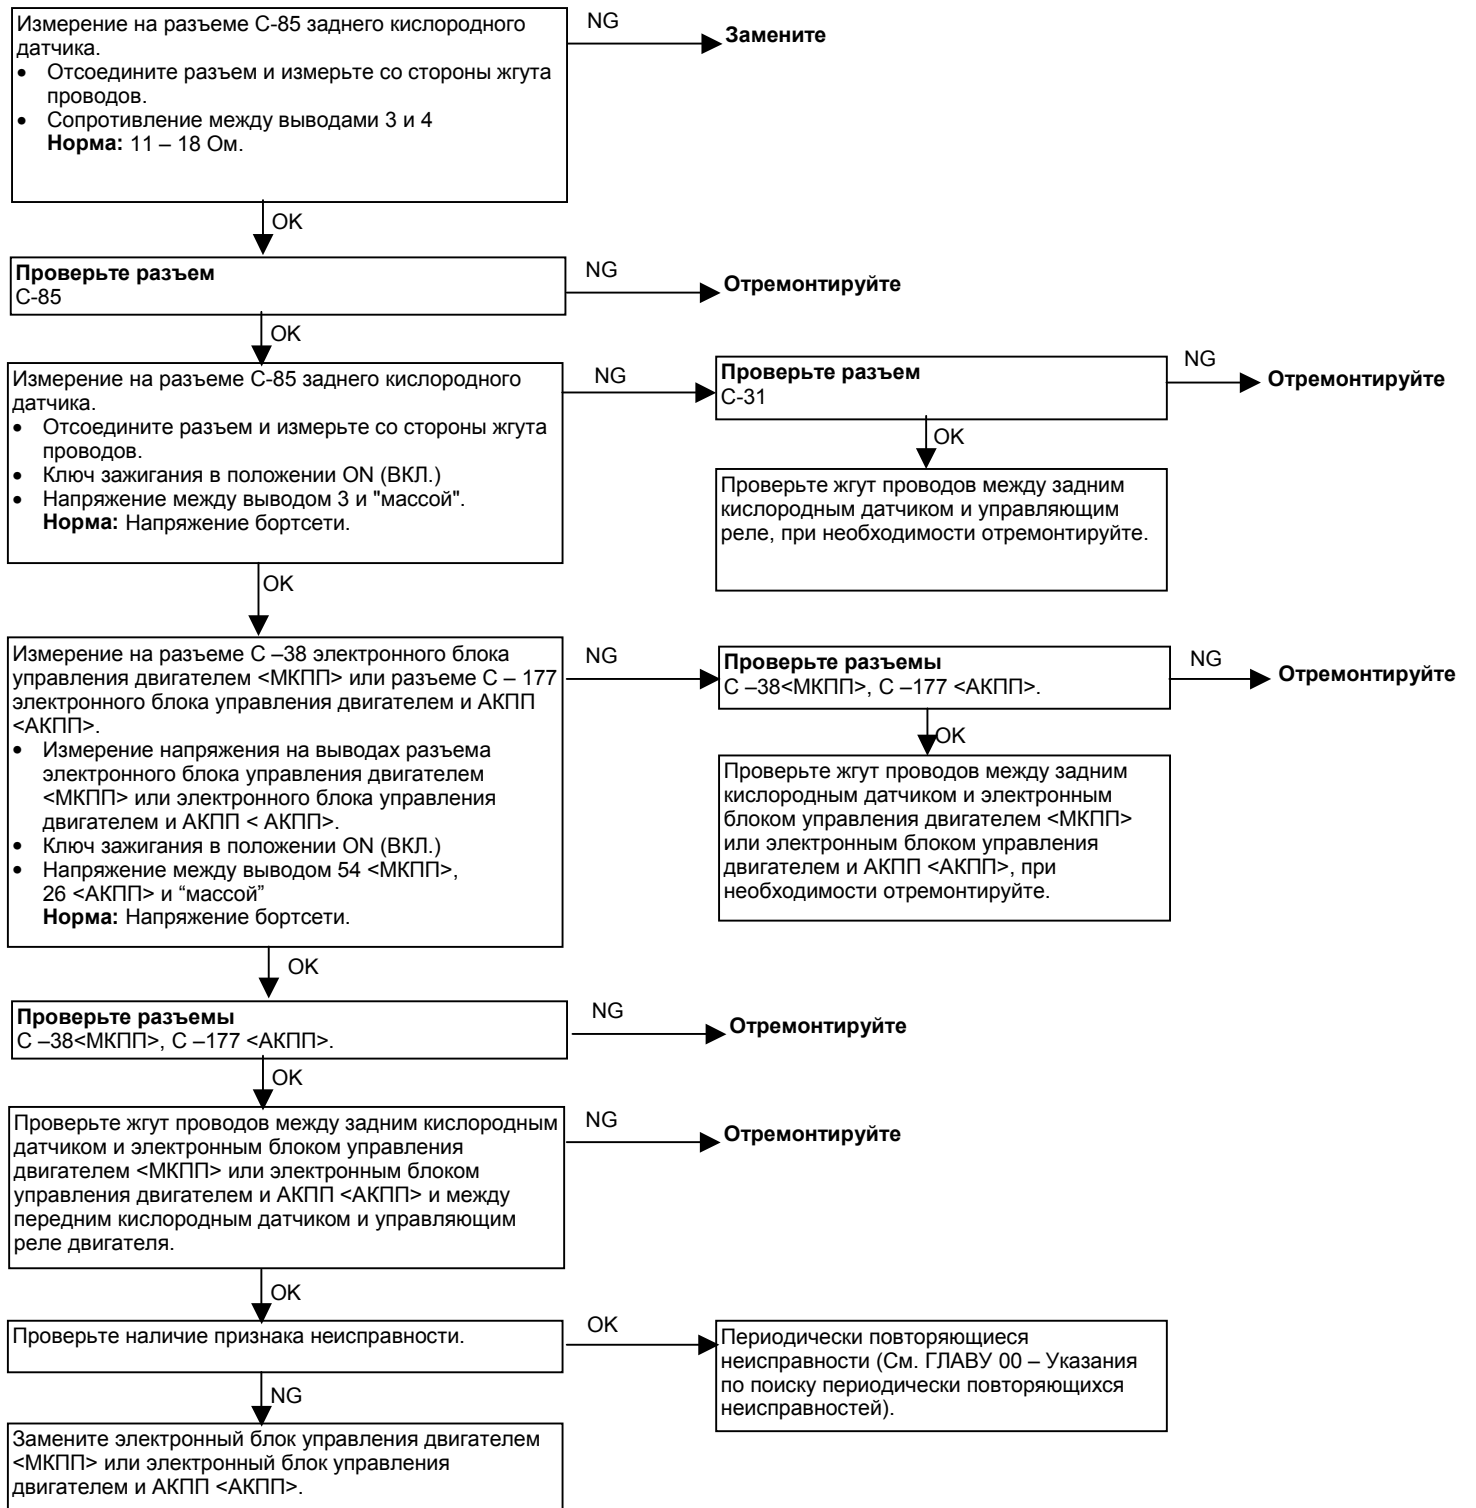 Измерение на разъеме С-85 заднего кислородного
датчика.
• Отсоедините разъем и измерьте со стороны жгута
проводов.
• Сопротивление между выводами 3 и 4
Норма: 11 – 18 Ом.
NG
Замените
OK
Проверьте разъем
С-85
NG
Отремонтируйте
OK
Измерение на разъеме С-85 заднего кислородного
датчика.
• Отсоедините разъем и измерьте со стороны жгута
проводов.
• Ключ зажигания в положении ON (ВКЛ.)
• Напряжение между выводом 3 и "массой".
Норма: Напряжение бортсети.
NG
Проверьте разъем
С-31
NG
Отремонтируйте
OK
Проверьте жгут проводов между задним
кислородным датчиком и управляющим
реле, при необходимости отремонтируйте.
OK
Измерение на разъеме С –38 электронного блока
управления двигателем <МКПП> или разъеме С – 177
электронного блока управления двигателем и АКПП
<АКПП>.
• Измерение напряжения на выводах разъема
электронного блока управления двигателем
<МКПП> или электронного блока управления
двигателем и АКПП < АКПП>.
• Ключ зажигания в положении ON (ВКЛ.)
• Напряжение между выводом 54 <МКПП>,
26 <АКПП> и “массой”
Норма: Напряжение бортсети.
NG
Проверьте разъемы
С –38<МКПП>, С –177 <АКПП>.
NG
Отремонтируйте
OK
Проверьте жгут проводов между задним
кислородным датчиком и электронным
блоком управления двигателем <МКПП>
или электронным блоком управления
двигателем и АКПП <АКПП>, при
необходимости отремонтируйте.
OK
Проверьте разъемы
С –38<МКПП>, С –177 <АКПП>.
NG
Отремонтируйте
OK
Проверьте жгут проводов между задним кислородным
датчиком и электронным блоком управления
двигателем <МКПП> или электронным блоком
управления двигателем и АКПП <АКПП> и между
передним кислородным датчиком и управляющим
реле двигателя.
NG
Отремонтируйте
OK
Проверьте наличие признака неисправности.
OK
Периодически повторяющиеся
неисправности (См. ГЛАВУ 00 – Указания
по поиску периодически повторяющихся
неисправностей).
NG
Замените электронный блок управления двигателем
<МКПП> или электронный блок управления
двигателем и АКПП <АКПП>.